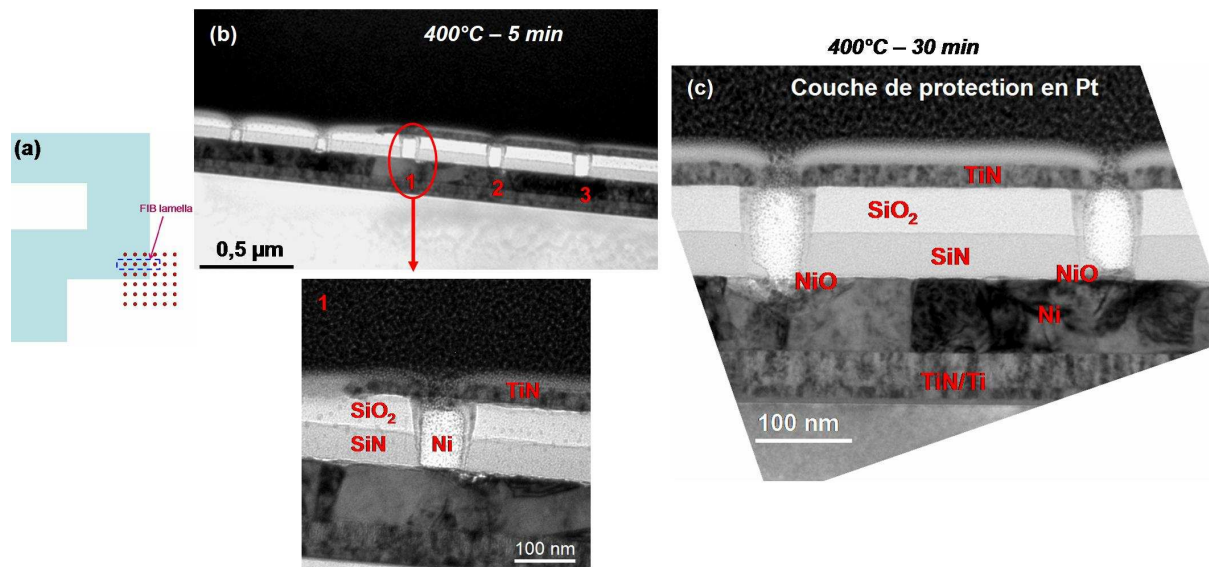 (a)
FIB lamella
(b)
400°C – 5 min
1
2
3
0,5 µm
1
TiN
SiO₂
SiN
Ni
100 nm
400°C – 30 min
(c)
Couche de protection en Pt
TiN
SiO₂
SiN
NiO
NiO
Ni
TiN/Ti
100 nm